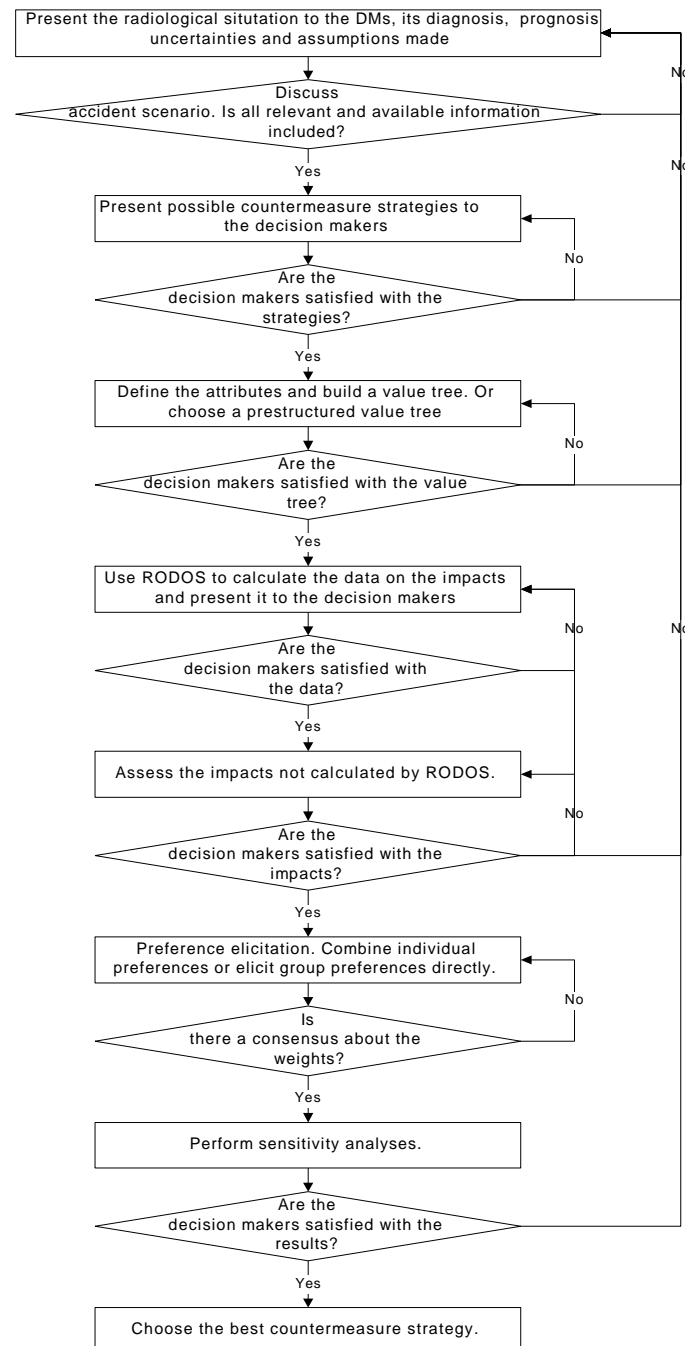 Present the radiological situtation to the DMs, its diagnosis, prognosis
uncertainties and assumptions made
No
Discuss
accident scenario. Is all relevant and available information
included?
No
Yes
Present possible countermeasure strategies to
the decision makers
No
Are the
decision makers satisfied with the
strategies?
Yes
Define the attributes and build a value tree. Or
choose a prestructured value tree
No
Are the
decision makers satisfied with the value
tree?
Yes
Use RODOS to calculate the data on the impacts
and present it to the decision makers
No
No
Are the
decision makers satisfied with
the data?
Yes
Assess the impacts not calculated by RODOS.
No
Are the
decision makers satisfied with the
impacts?
Yes
Preference elicitation. Combine individual
preferences or elicit group preferences directly.
No
Is
there a consensus about the
weights?
Yes
Perform sensitivity analyses.
Are the
decision makers satisfied with the
results?
Yes
Choose the best countermeasure strategy.